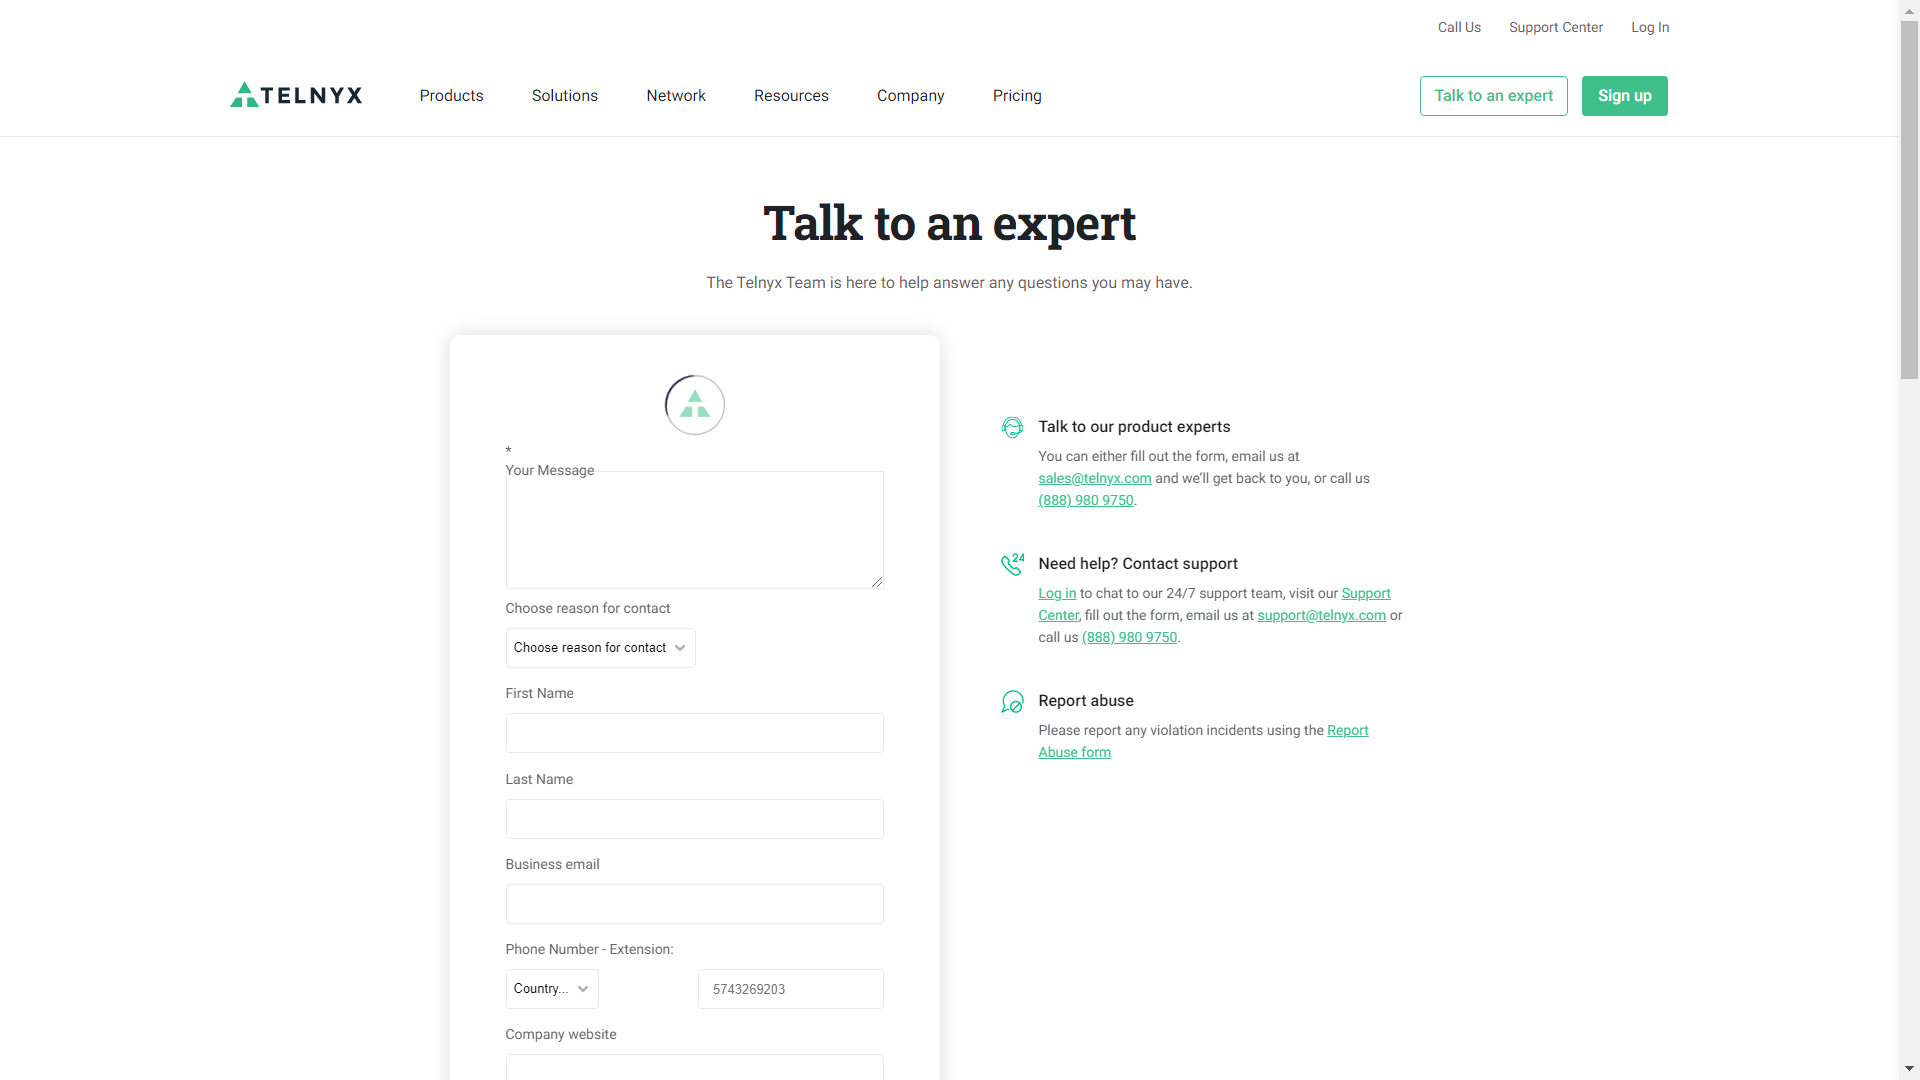 Call Us
Support Center
Log In
TELNYX
Products
Solutions
Network
Resources
Company
Pricing
Talk to an expert
Sign up
Talk to an expert
The Telnyx Team is here to help answer any questions you may have.
*
Your Message
Choose reason for contact
Choose reason for contact
First Name
Last Name
Business email
Phone Number - Extension:
Country...
5743269203
Company website
Talk to our product experts
You can either fill out the form, email us at
sales@telnyx.com and we’ll get back to you, or call us
(888) 980 9750.
24
Need help? Contact support
Log in to chat to our 24/7 support team, visit our Support
Center, fill out the form, email us at support@telnyx.com or
call us (888) 980 9750.
Report abuse
Please report any violation incidents using the Report
Abuse form